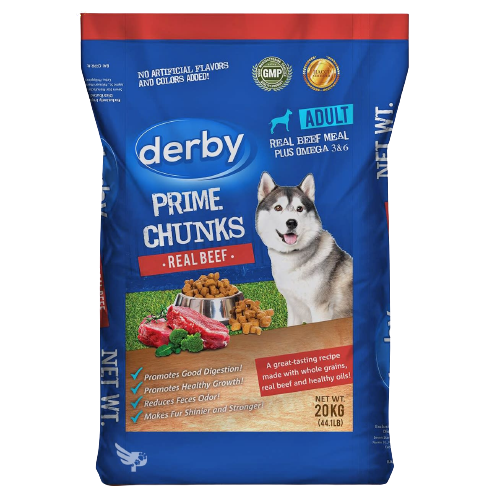 NO ARTIFICIAL FLAVORS
AND COLORS ADDED!
GMP
ADULT
REAL BEEF MEAL
PLUS OMEGA 3&6
derby
PRIME
CHUNKS
• REAL BEEF •
✓ Promotes Good Digestion!
✓ Promotes Healthy Growth!
✓ Reduces Feces Odor!
✓ Makes Fur Shinier and Stronger!
A great-tasting recipe
made with whole grains,
real beef and healthy oils!
NET WT.
20KG
(44.1LB)
NET WT.
NET WT.